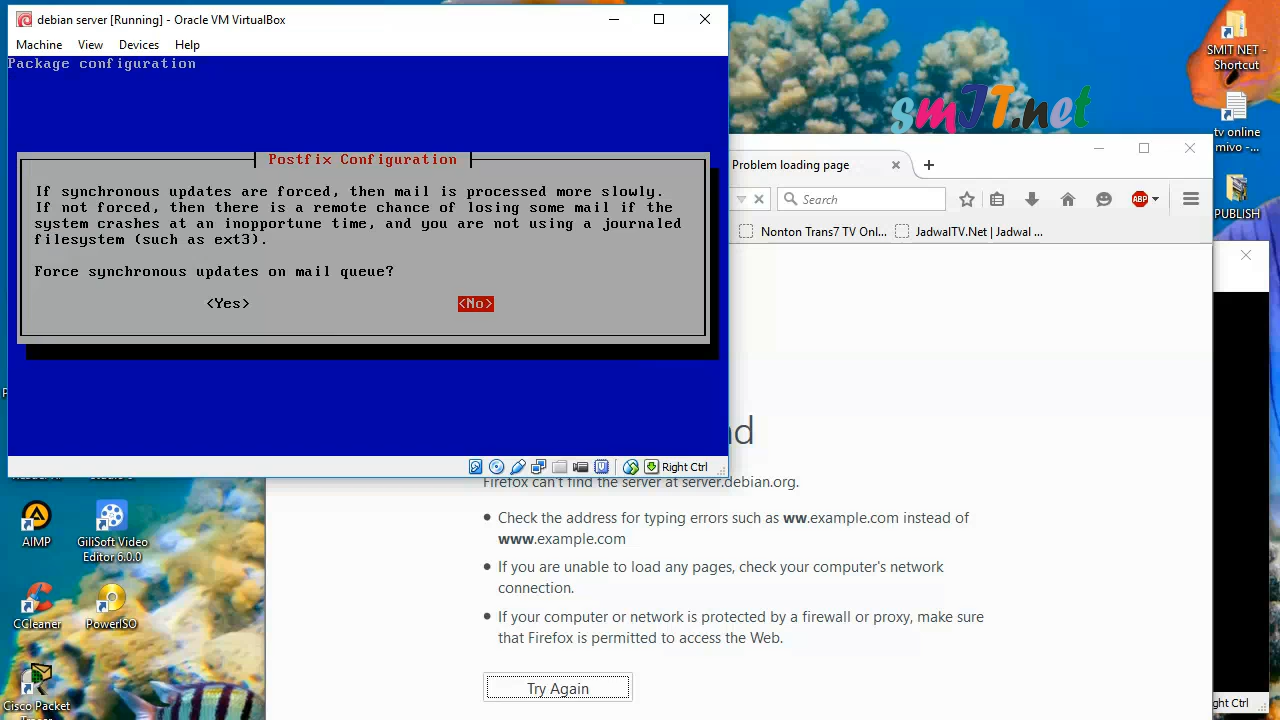 debian server [Running] - Oracle VM VirtualBox
Machine View Devices Help
Package configuration
Postfix Configuration
If synchronous updates are forced, then mail is processed more slowly.
If not forced, then there is a remote chance of losing some mail if the
system crashes at an inopportune time, and you are not using a journaled
filesystem (such as ext3).
Force synchronous updates on mail queue?
<Yes> <No>
Right Ctrl
smIT.net
SMIT NET -
Shortcut
tv online
mivo -...
PUBLISH
Problem loading page
Search
ABP
Nonton Trans7 TV Onl... JadwalTV.Net | Jadwal ...
nd
Firefox can't find the server at server.debian.org.
Check the address for typing errors such as ww.example.com instead of
www.example.com
If you are unable to load any pages, check your computer's network
connection.
If your computer or network is protected by a firewall or proxy, make sure
that Firefox is permitted to access the Web.
Try Again
AIMP
GiliSoft Video
Editor 6.0.0
CCleaner
PowerISO
Cisco Packet
ght Ctrl